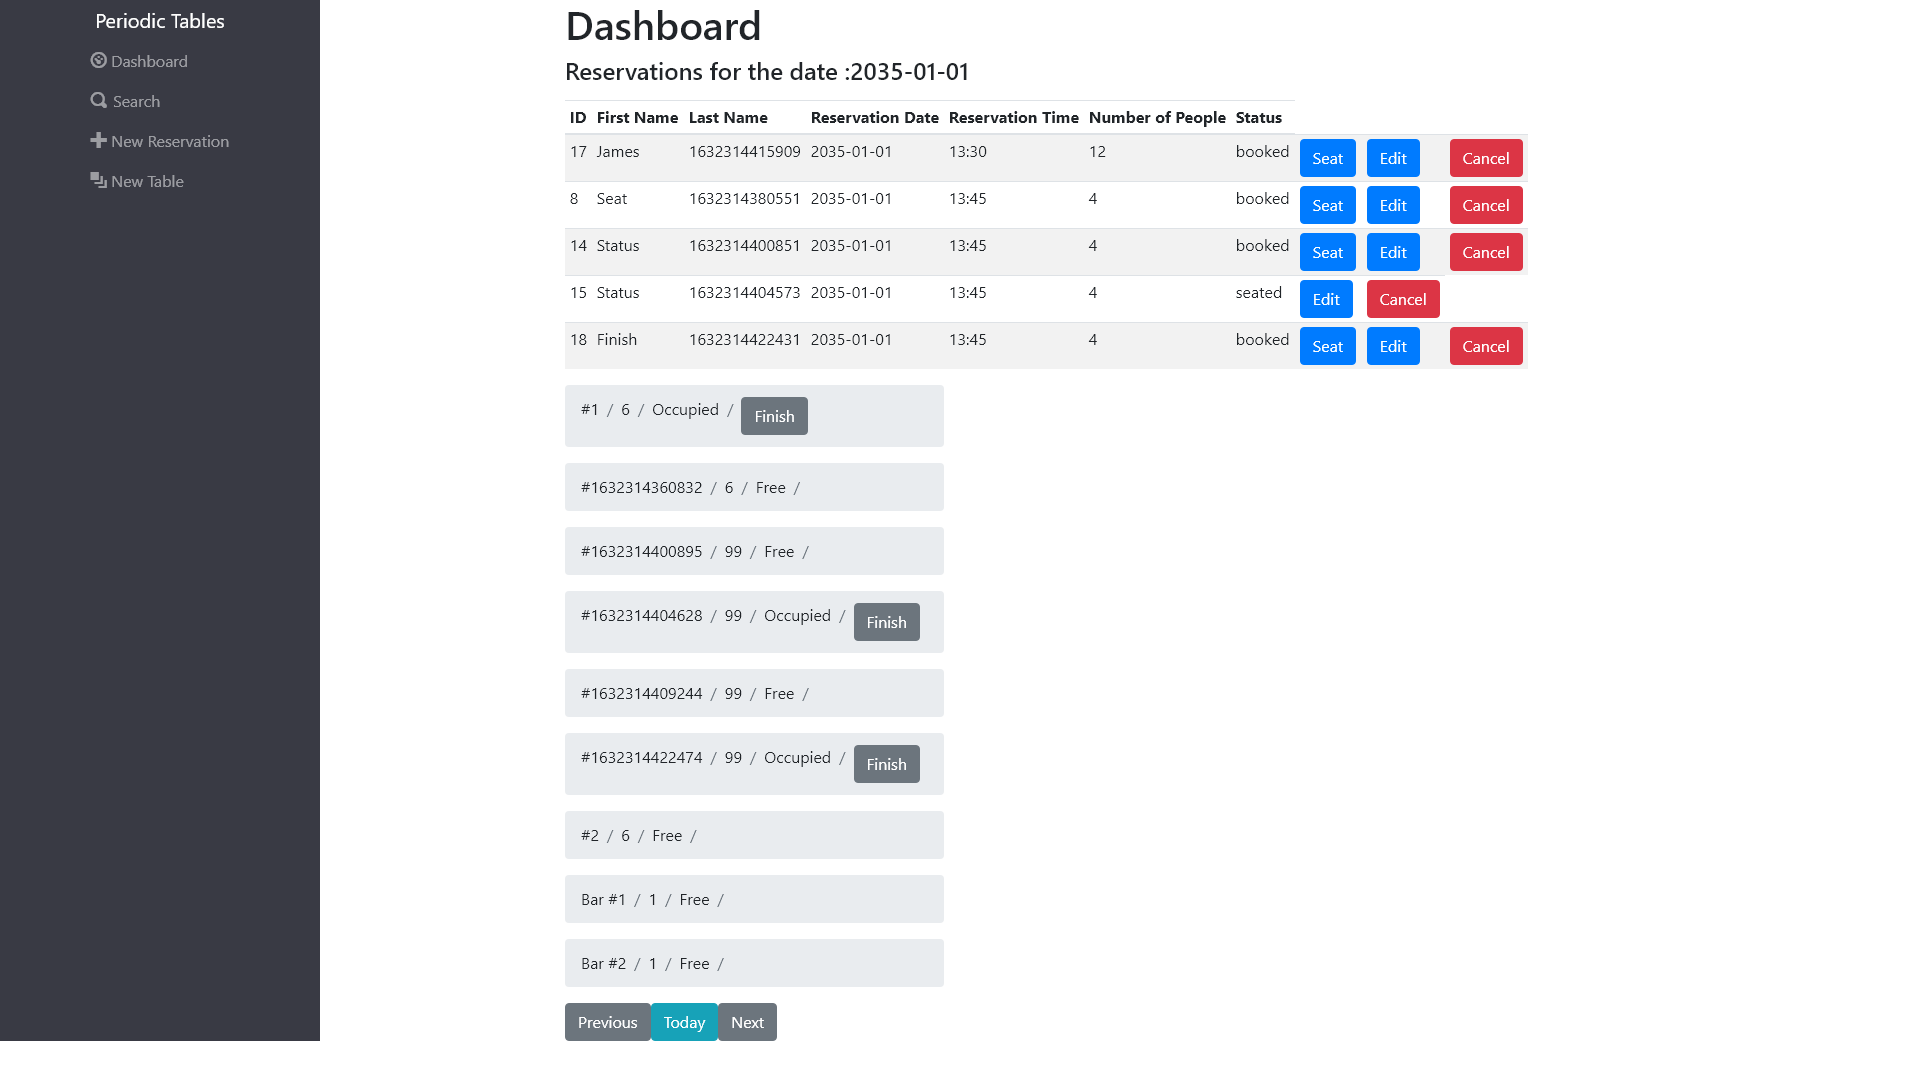 Periodic Tables
Dashboard
Search
New Reservation
New Table
Dashboard
Reservations for the date :2035-01-01
ID First Name Last Name Reservation Date Reservation Time Number of People Status
17 James 1632314415909 2035-01-01 13:30 12 booked Seat Edit Cancel
8 Seat 1632314380551 2035-01-01 13:45 4 booked Seat Edit Cancel
14 Status 1632314400851 2035-01-01 13:45 4 booked Seat Edit Cancel
15 Status 1632314404573 2035-01-01 13:45 4 seated Edit Cancel
18 Finish 1632314422431 2035-01-01 13:45 4 booked Seat Edit Cancel
#1 / 6 / Occupied / Finish
#1632314360832 / 6 / Free /
#1632314400895 / 99 / Free /
#1632314404628 / 99 / Occupied / Finish
#1632314409244 / 99 / Free /
#1632314422474 / 99 / Occupied / Finish
#2 / 6 / Free /
Bar #1 / 1 / Free /
Bar #2 / 1 / Free /
Previous Today Next